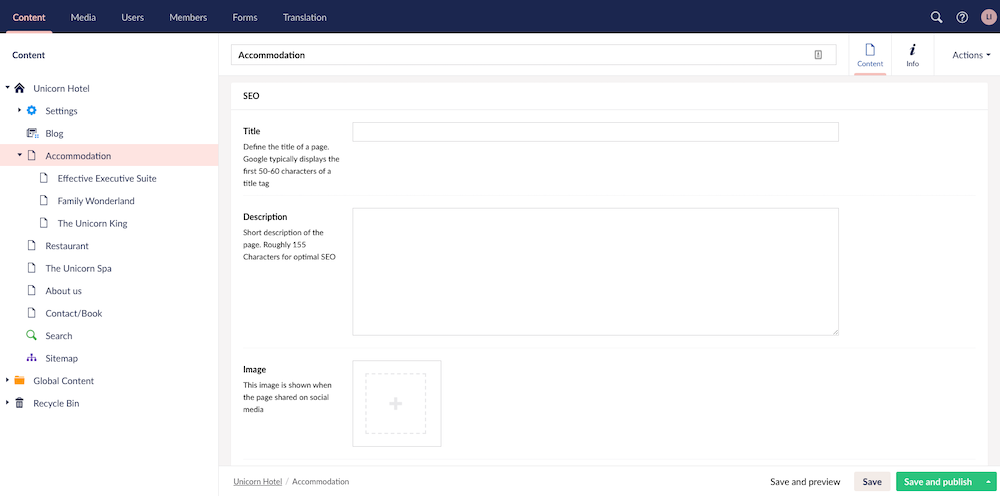 Content Media Users Members Forms Translation LI
Content
Unicorn Hotel
Settings
Blog
Accommodation
Effective Executive Suite
Family Wonderland
The Unicorn King
Restaurant
The Unicorn Spa
About us
Contact/Book
Search
Sitemap
Global Content
Recycle Bin
Accommodation
Content
Info
Actions
SEO
Title
Define the title of a page.
Google typically displays the
first 50-60 characters of a
title tag
Description
Short description of the
page. Roughly 155
Characters for optimal SEO
Image
This image is shown when
the page shared on social
media
Unicorn Hotel / Accommodation
Save and preview Save Save and publish